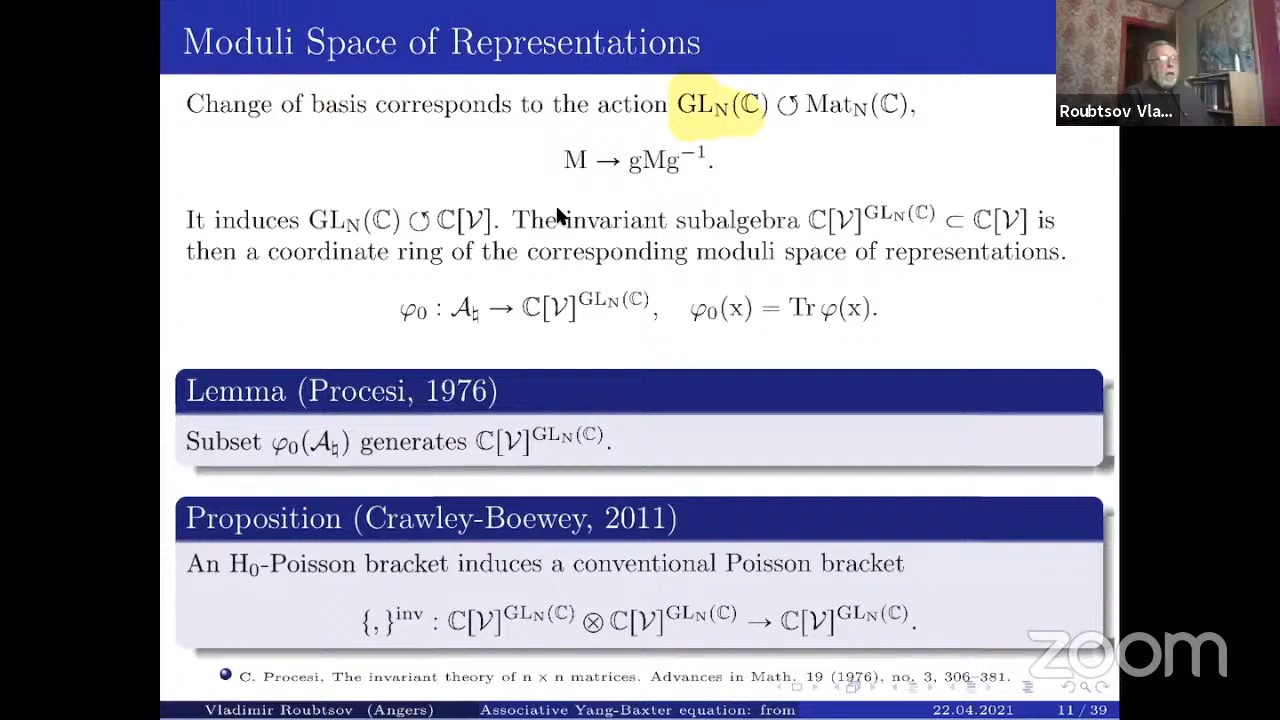 Moduli Space of Representations
Change of basis corresponds to the action GL_N(ℂ) ↺ Mat_N(ℂ),
M → gMg⁻¹.
It induces GL_N(ℂ) ↺ ℂ[𝒱]. The invariant subalgebra ℂ[𝒱]^{GL_N(ℂ)} ⊂ ℂ[𝒱] is
then a coordinate ring of the corresponding moduli space of representations.
φ₀ : 𝒜_♮ → ℂ[𝒱]^{GL_N(ℂ)}, φ₀(x) = Tr φ(x).
Lemma (Procesi, 1976)
Subset φ₀(𝒜_♮) generates ℂ[𝒱]^{GL_N(ℂ)}.
Proposition (Crawley-Boewey, 2011)
An H₀-Poisson bracket induces a conventional Poisson bracket
{,}^{inv} : ℂ[𝒱]^{GL_N(ℂ)} ⊗ ℂ[𝒱]^{GL_N(ℂ)} → ℂ[𝒱]^{GL_N(ℂ)}.
C. Procesi, The invariant theory of n × n matrices. Advances in Math. 19 (1976), no. 3, 306–381.
Vladimir Roubtsov (Angers) Associative Yang-Baxter equation: from 22.04.2021 11 / 39
Roubtsov Vla...
zoom